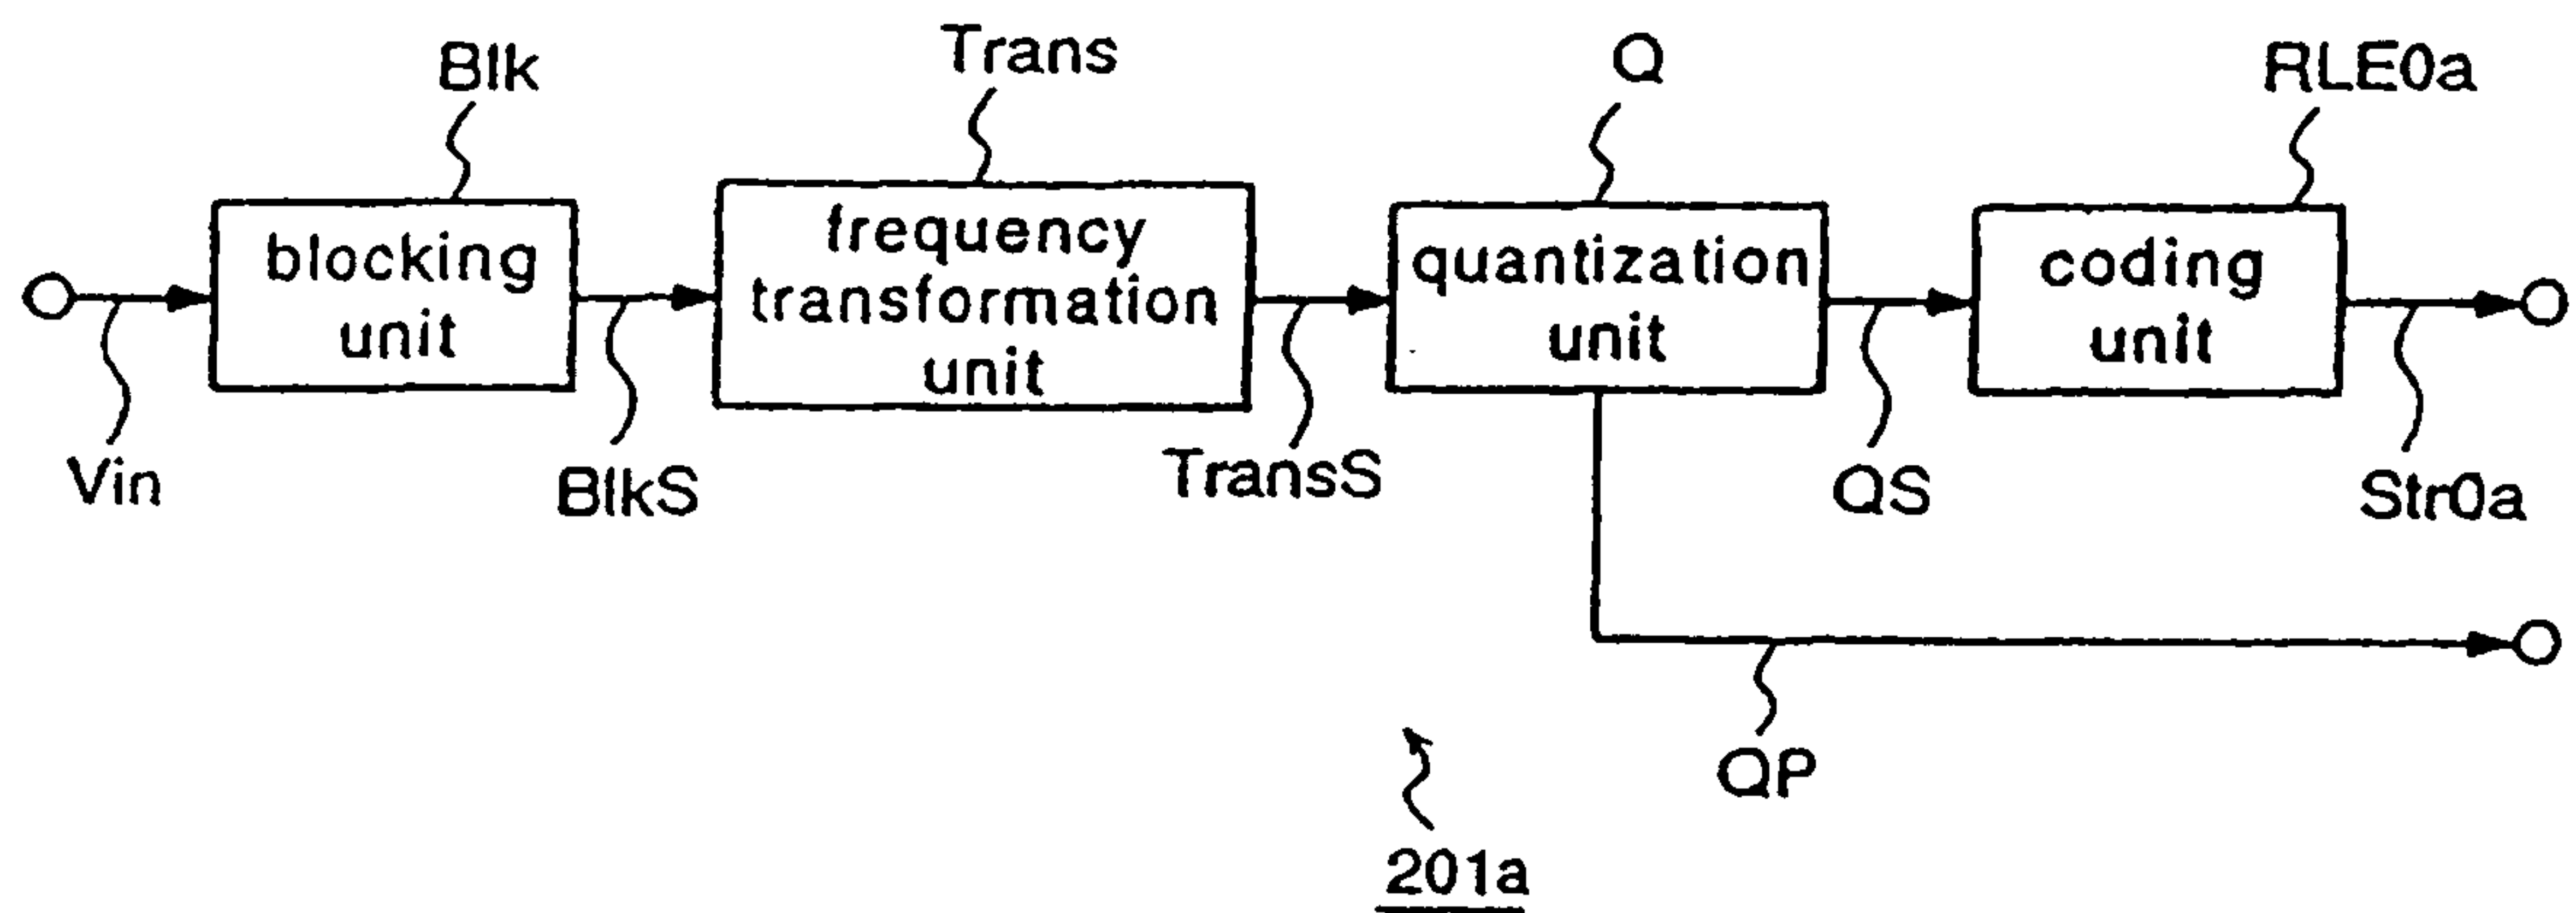 Blk
Trans
Q
RLE0a
blocking
unit
frequency
transformation
unit
quantization
unit
coding
unit
Vin
BlkS
TransS
QS
Str0a
QP
201a